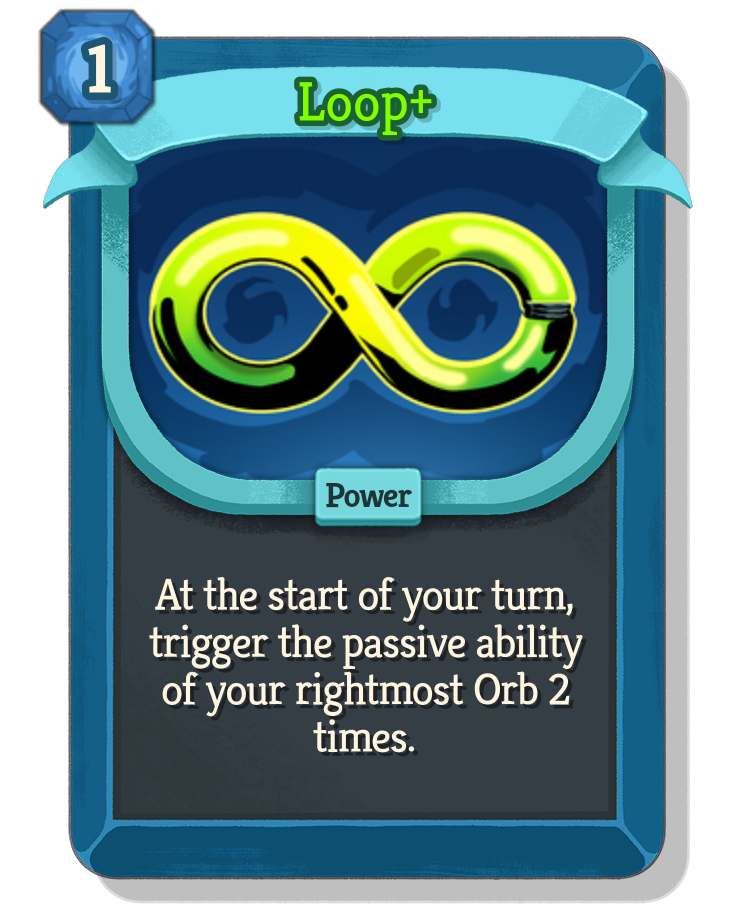 1
Loop+
Power
At the start of your turn,
trigger the passive ability
of your rightmost Orb 2
times.